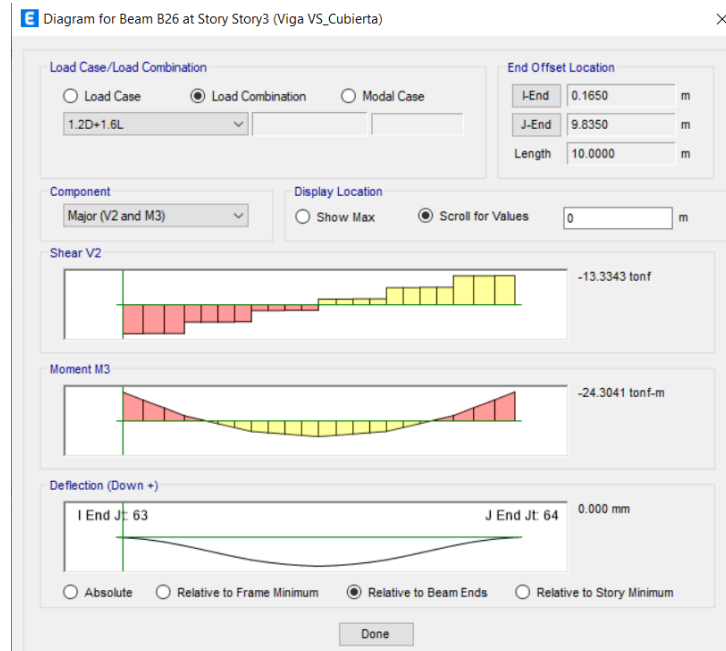 E Diagram for Beam B26 at Story Story3 (Viga VS_Cubierta)
Load Case/Load Combination
Load Case Load Combination Modal Case
1.2D+1.6L
End Offset Location
I-End 0.1650 m
J-End 9.8350 m
Length 10.0000 m
Component
Major (V2 and M3)
Display Location
Show Max Scroll for Values 0 m
Shear V2
-13.3343 tonf
Moment M3
-24.3041 tonf-m
Deflection (Down +)
I End Jt: 63 J End Jt: 64 0.000 mm
Absolute Relative to Frame Minimum Relative to Beam Ends Relative to Story Minimum
Done